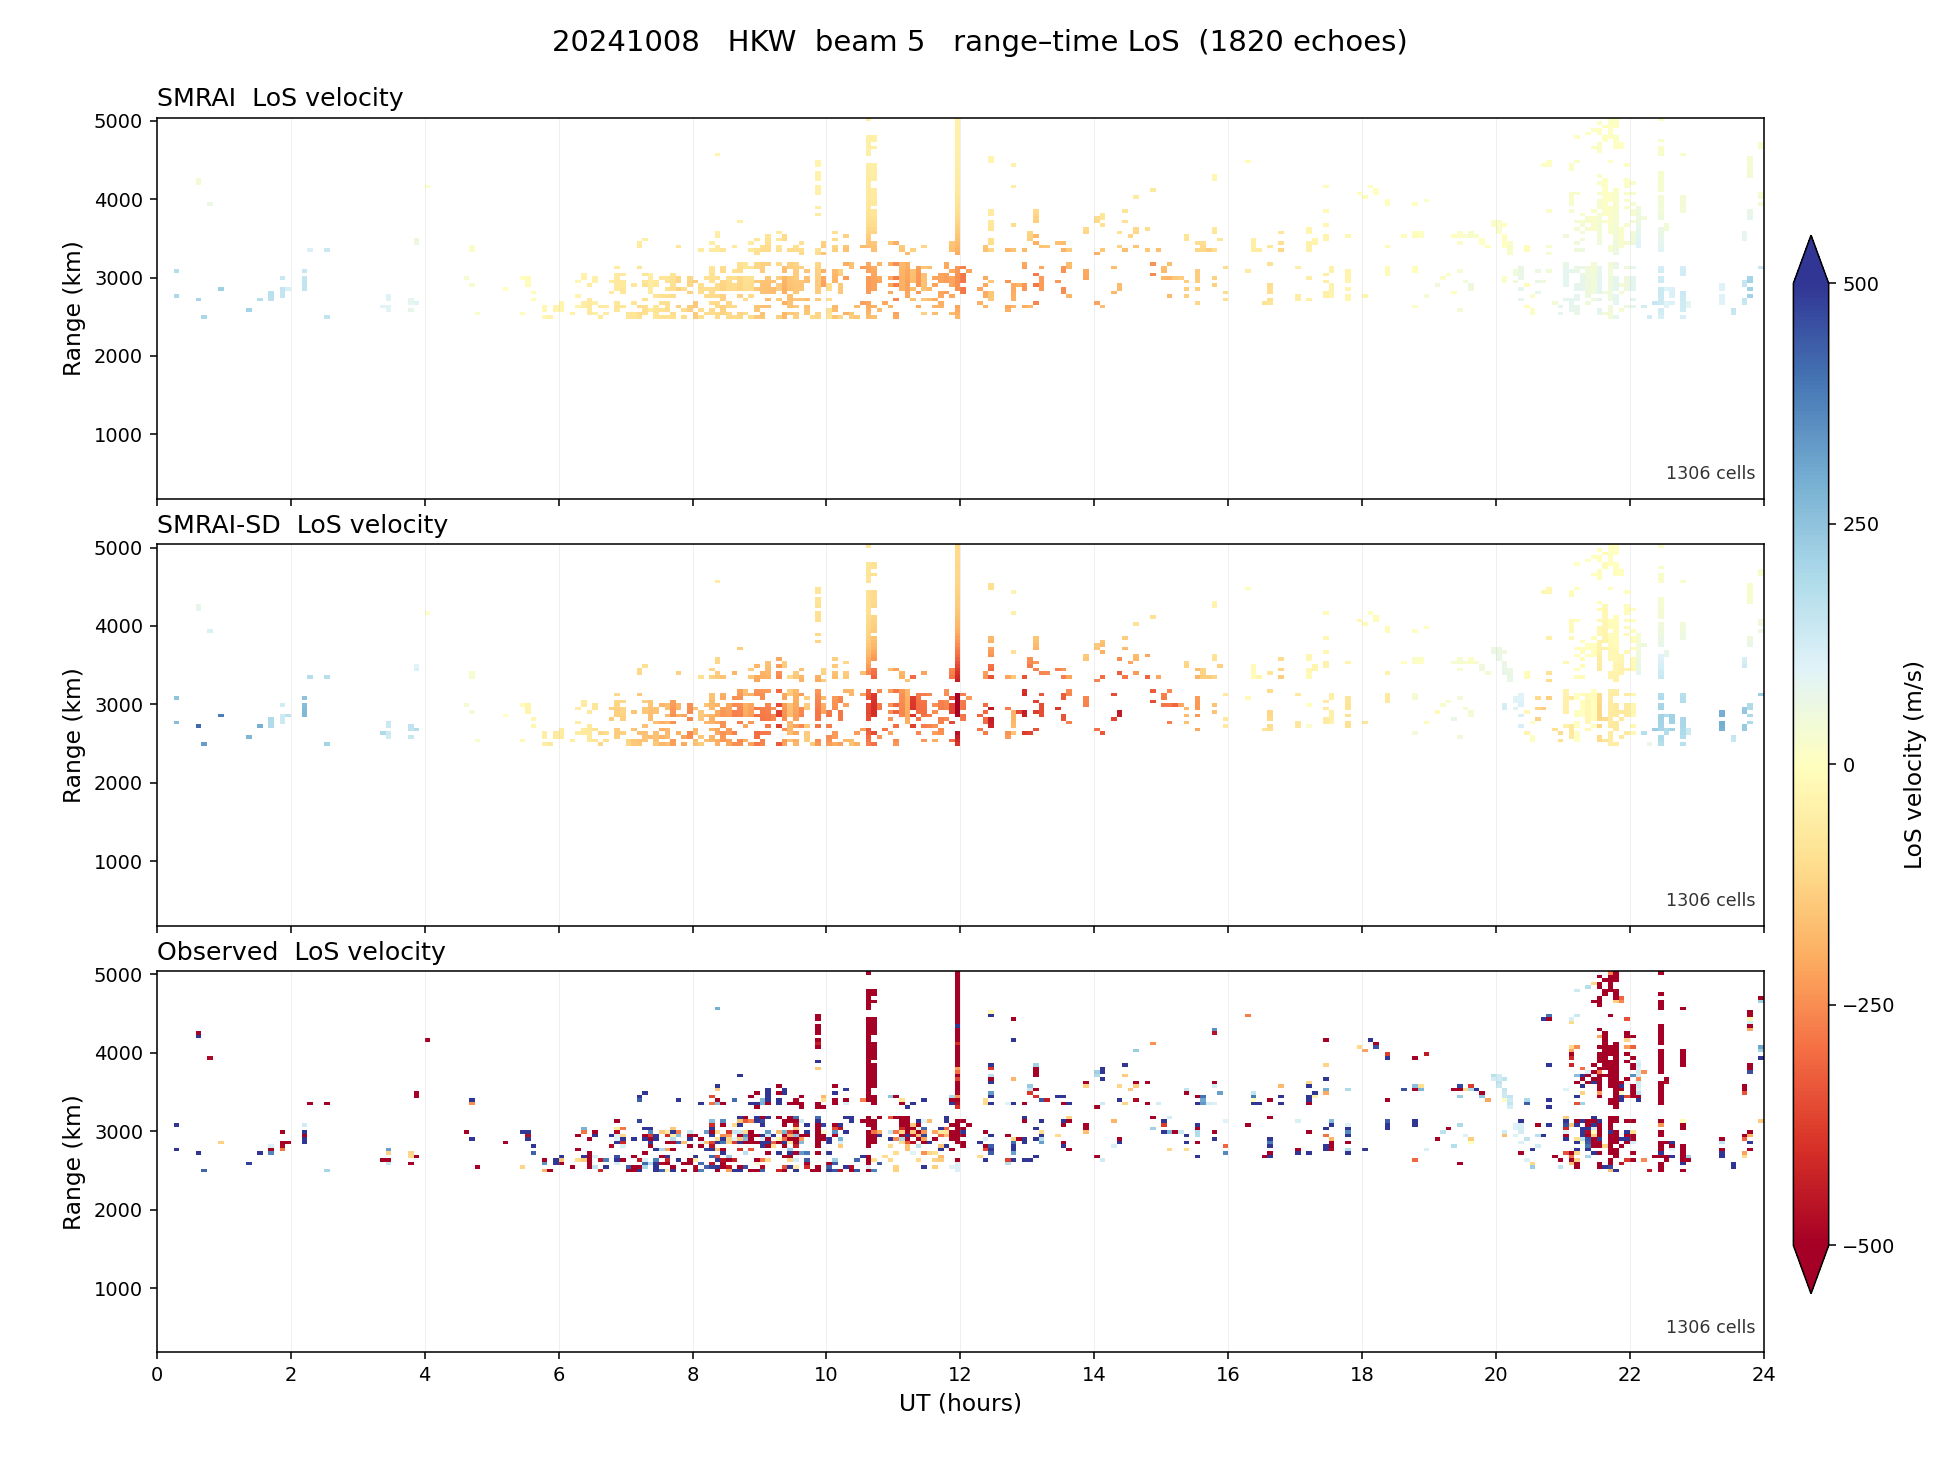 20241008   HKW  beam 5   range–time LoS  (1820 echoes)
SMRAI  LoS velocity
5000
4000
3000
2000
1000
Range (km)
1306 cells
SMRAI-SD  LoS velocity
5000
4000
3000
2000
1000
Range (km)
1306 cells
Observed  LoS velocity
5000
4000
3000
2000
1000
Range (km)
1306 cells
0 2 4 6 8 10 12 14 16 18 20 22 24
UT (hours)
500
250
0
−250
−500
LoS velocity (m/s)